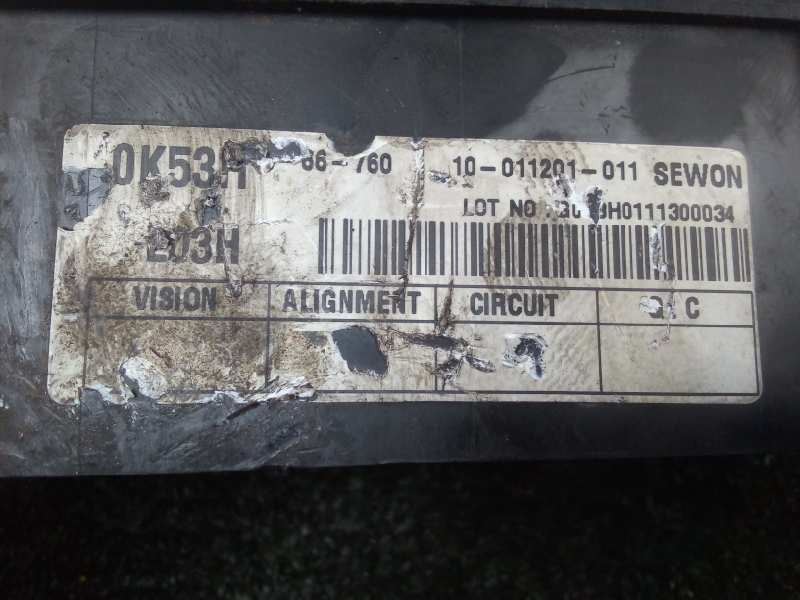 0K53H 66-760 10-011201-011 SEWON
LOT NO
-E03H
VISION ALIGNMENT CIRCUIT